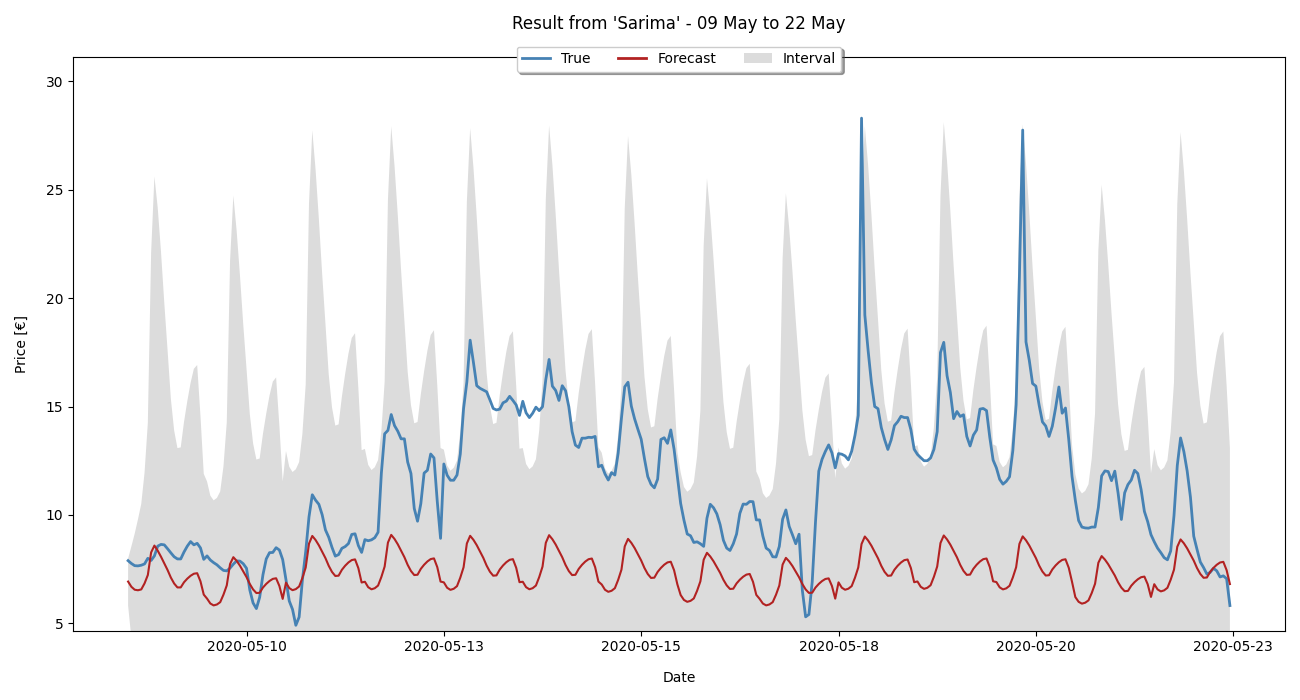 Result from 'Sarima' - 09 May to 22 May
True Forecast Interval
30
25
20
15
10
5
Price [€]
2020-05-10 2020-05-13 2020-05-15 2020-05-18 2020-05-20 2020-05-23
Date